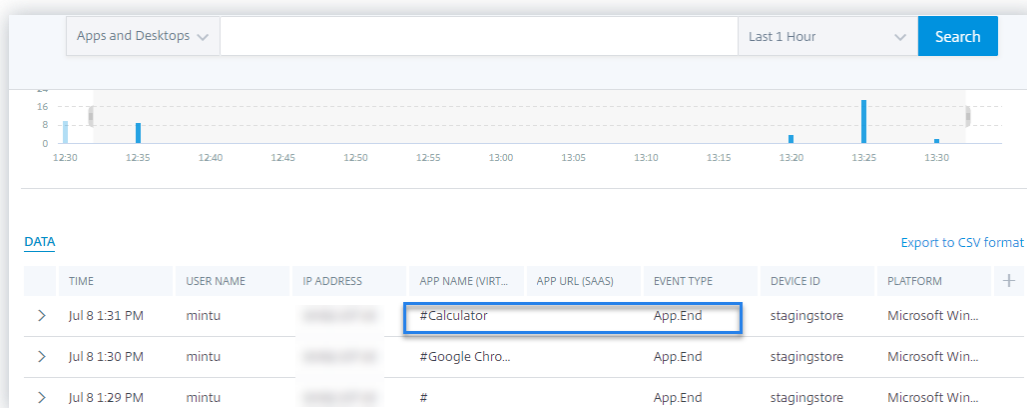 Apps and Desktops Last 1 Hour Search
24
16
8
0
12:30 12:35 12:40 12:45 12:50 12:55 13:00 13:05 13:10 13:15 13:20 13:25 13:30
DATA
Export to CSV format
TIME USER NAME IP ADDRESS APP NAME (VIRT... APP URL (SAAS) EVENT TYPE DEVICE ID PLATFORM
Jul 8 1:31 PM mintu #Calculator App.End stagingstore Microsoft Win...
Jul 8 1:30 PM mintu #Google Chro... App.End stagingstore Microsoft Win...
Jul 8 1:29 PM mintu # App.End stagingstore Microsoft Win...